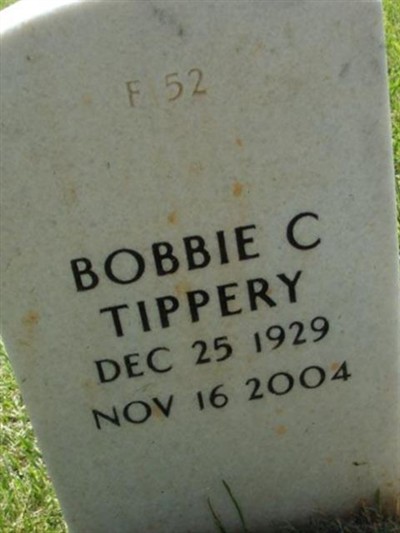 F 52
BOBBIE C
TIPPERY
DEC 25 1929
NOV 16 2004